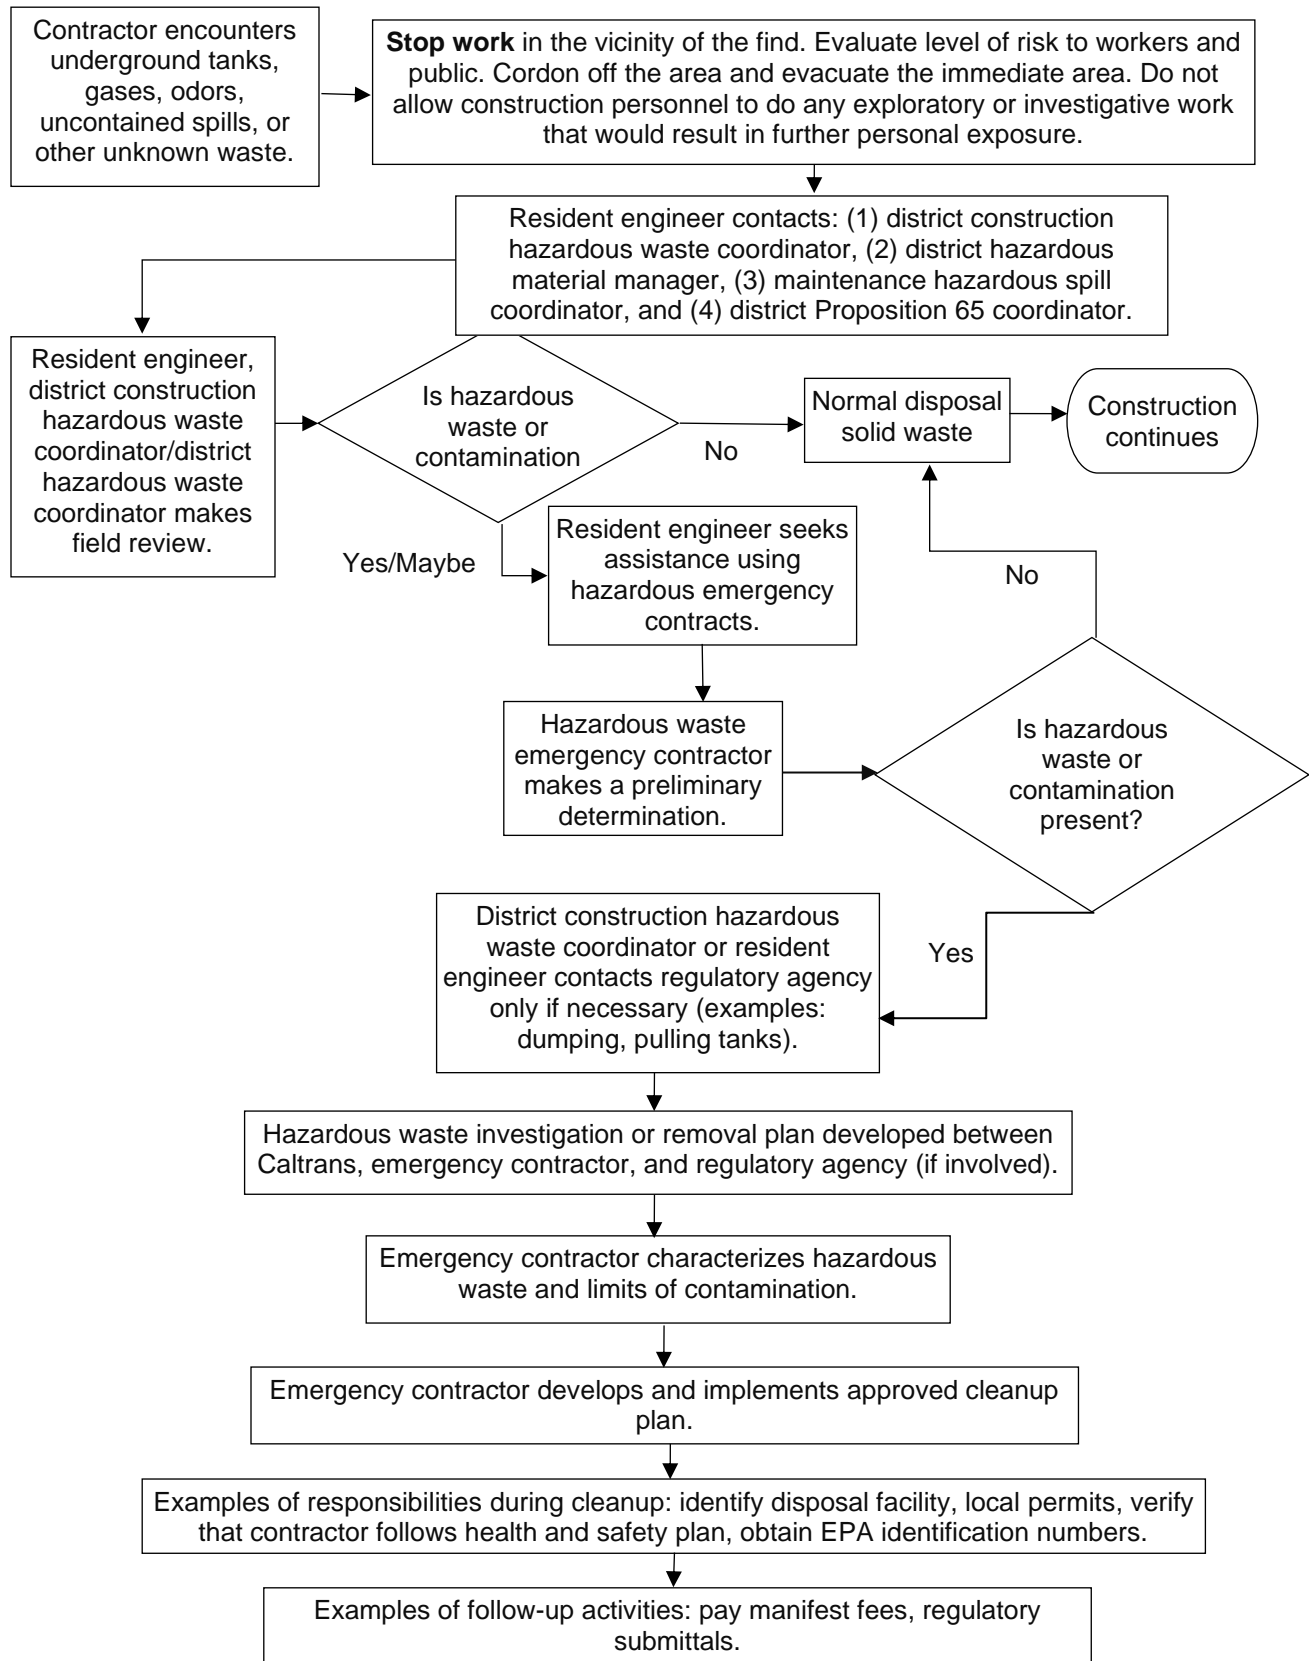 Contractor encounters
underground tanks,
gases, odors,
uncontained spills, or
other unknown waste.
Stop work in the vicinity of the find. Evaluate level of risk to workers and
public. Cordon off the area and evacuate the immediate area. Do not
allow construction personnel to do any exploratory or investigative work
that would result in further personal exposure.
Resident engineer contacts: (1) district construction
hazardous waste coordinator, (2) district hazardous
material manager, (3) maintenance hazardous spill
coordinator, and (4) district Proposition 65 coordinator.
Resident engineer,
district construction
hazardous waste
coordinator/district
hazardous waste
coordinator makes
field review.
Is hazardous
waste or
contamination
No
Normal disposal
solid waste
Construction
continues
Yes/Maybe
Resident engineer seeks
assistance using
hazardous emergency
contracts.
No
Hazardous waste
emergency contractor
makes a preliminary
determination.
Is hazardous
waste or
contamination
present?
Yes
District construction hazardous
waste coordinator or resident
engineer contacts regulatory agency
only if necessary (examples:
dumping, pulling tanks).
Hazardous waste investigation or removal plan developed between
Caltrans, emergency contractor, and regulatory agency (if involved).
Emergency contractor characterizes hazardous
waste and limits of contamination.
Emergency contractor develops and implements approved cleanup
plan.
Examples of responsibilities during cleanup: identify disposal facility, local permits, verify
that contractor follows health and safety plan, obtain EPA identification numbers.
Examples of follow-up activities: pay manifest fees, regulatory
submittals.